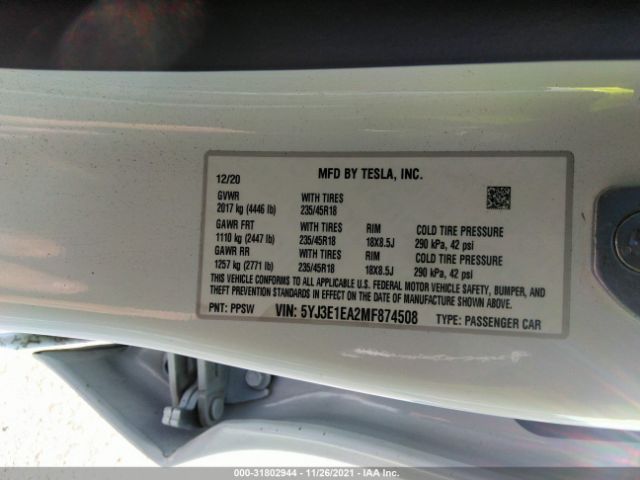 12/20 MFD BY TESLA, INC.
GVWR WITH TIRES
2017 kg (4446 lb) 235/45R18
GAWR FRT WITH TIRES RIM COLD TIRE PRESSURE
1110 kg (2447 lb) 235/45R18 18X8.5J 290 kPa, 42 psi
GAWR RR WITH TIRES RIM COLD TIRE PRESSURE
1257 kg (2771 lb) 235/45R18 18X8.5J 290 kPa, 42 psi
THIS VEHICLE CONFORMS TO ALL APPLICABLE U.S. FEDERAL MOTOR VEHICLE SAFETY, BUMPER, AND
THEFT PREVENTION STANDARDS IN EFFECT ON THE DATE OF MANUFACTURE SHOWN ABOVE.
PNT: PPSW VIN: 5YJ3E1EA2MF874508 TYPE: PASSENGER CAR
000-31802944 - 11/26/2021 - IAA Inc.